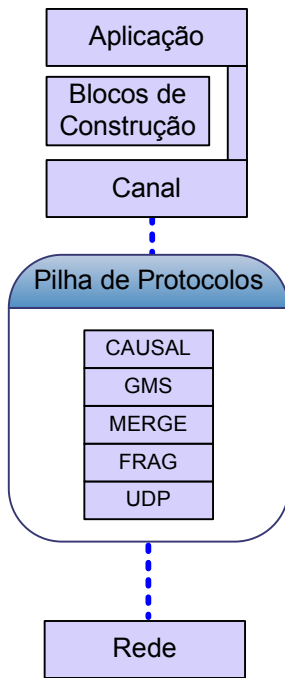 Aplicação
Blocos de
Construção
Canal
Pilha de Protocolos
CAUSAL
GMS
MERGE
FRAG
UDP
Rede